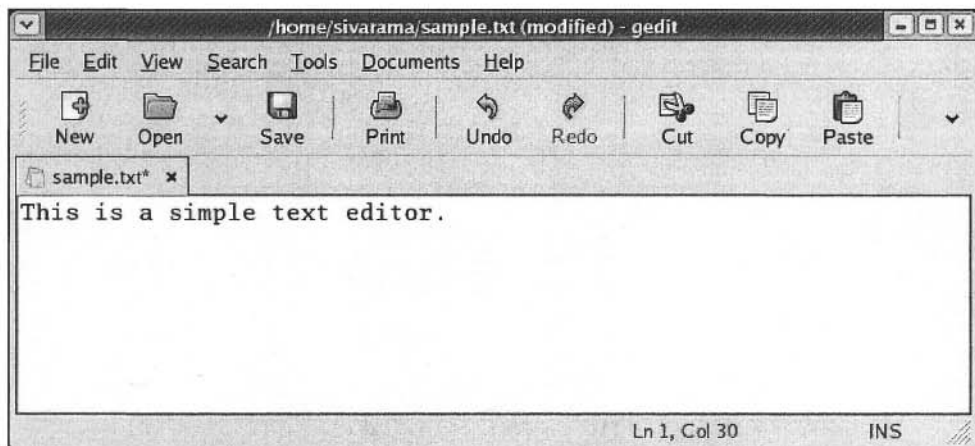 /home/sivarama/sample.txt (modified) - gedit
File Edit View Search Tools Documents Help
New Open Save Print Undo Redo Cut Copy Paste
sample.txt*
This is a simple text editor.
Ln 1, Col 30 INS